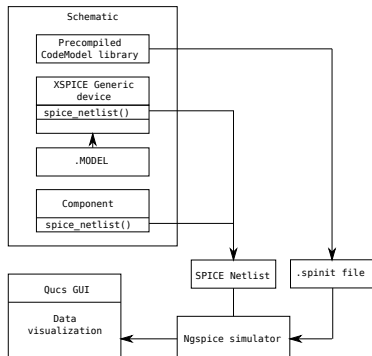 Schematic
Precompiled
CodeModel library
XSPICE Generic
device
spice_netlist()
.MODEL
Component
spice_netlist()
SPICE Netlist
.spinit file
Qucs GUI
Data
visualization
Ngspice simulator